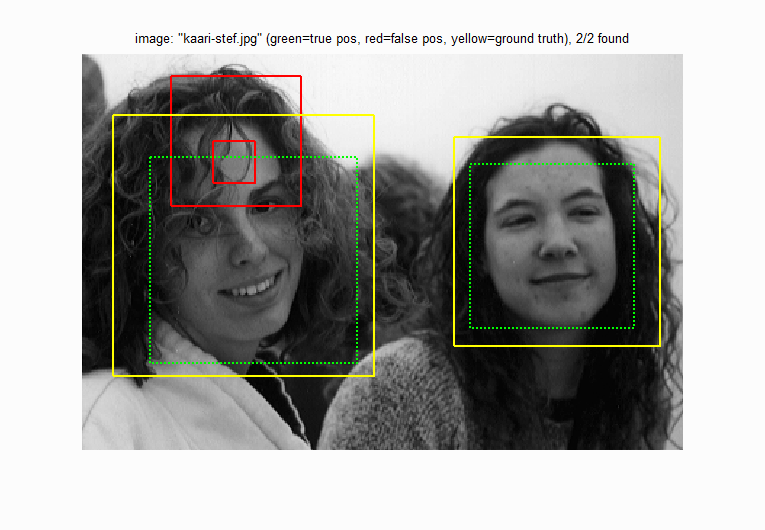 image: "kaari-stef.jpg" (green=true pos, red=false pos, yellow=ground truth), 2/2 found